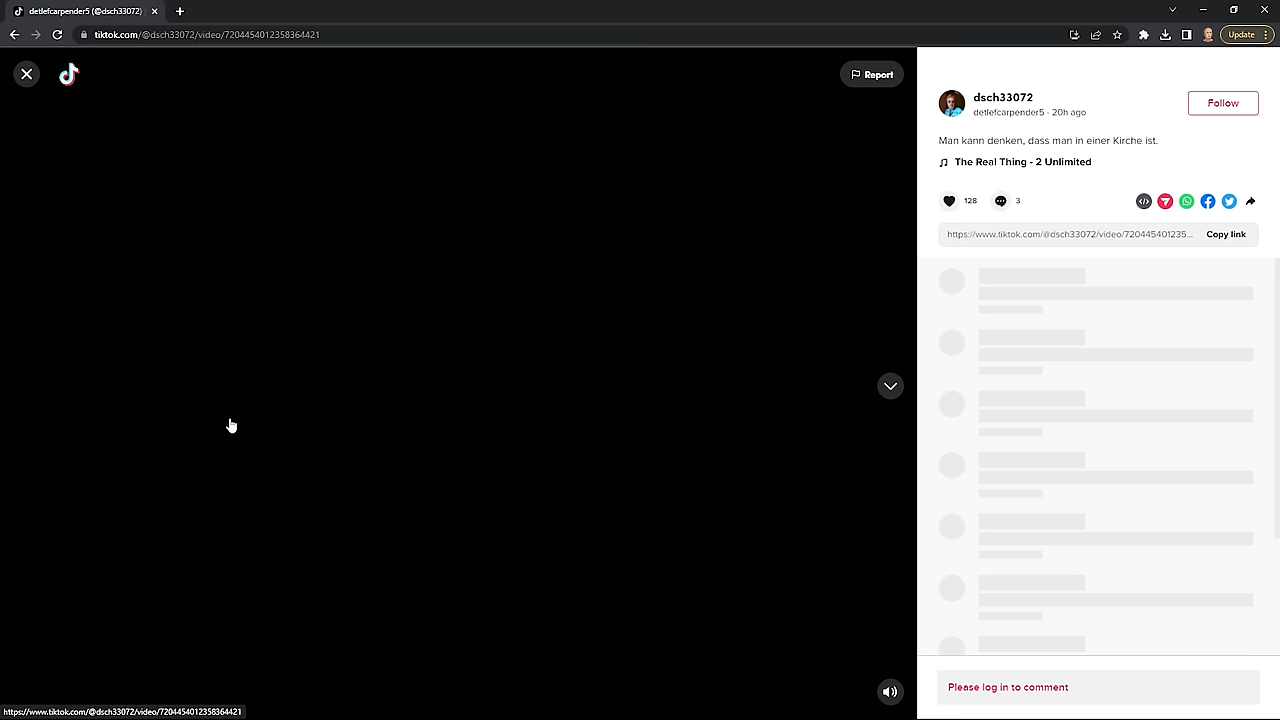 detlefcarpender5 (@dsch33072)
tiktok.com/@dsch33072/video/7204454012358364421
Update
Report
dsch33072
detlefcarpender5 · 20h ago
Follow
Man kann denken, dass man in einer Kirche ist.
The Real Thing - 2 Unlimited
128
3
https://www.tiktok.com/@dsch33072/video/720445401235...
Copy link
Please log in to comment
https://www.tiktok.com/@dsch33072/video/7204454012358364421